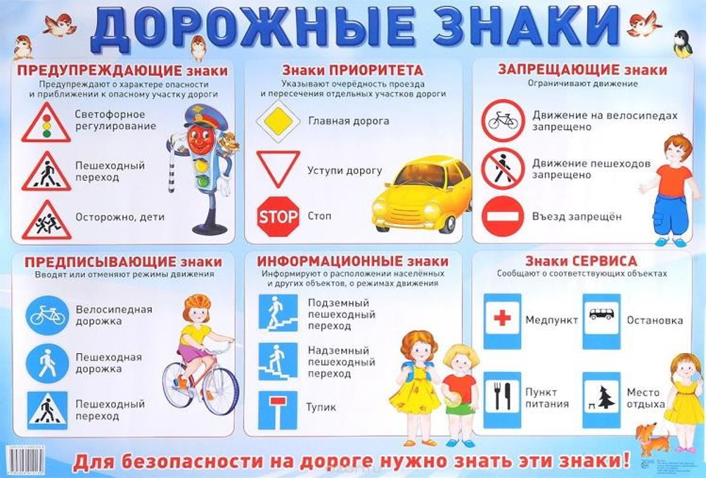 ДОРОЖНЫЕ ЗНАКИ
ПРЕДУПРЕЖДАЮЩИЕ знаки
Предупреждают о характере опасности
и приближении к опасному участку дороги
Светофорное
регулирование
Пешеходный
переход
Осторожно, дети
Знаки ПРИОРИТЕТА
Указывают очерёдность проезда
и пересечения отдельных участков дороги
Главная дорога
Уступи дорогу
STOP
Стоп
ЗАПРЕЩАЮЩИЕ знаки
Ограничивают движение
Движение на велосипедах
запрещено
Движение пешеходов
запрещено
Въезд запрещён
ПРЕДПИСЫВАЮЩИЕ знаки
Вводят или отменяют режимы движения
Велосипедная
дорожка
Пешеходная
дорожка
Пешеходный
переход
ИНФОРМАЦИОННЫЕ знаки
Информируют о расположении населённых
и других объектов, о режимах движения
Подземный
пешеходный
переход
Надземный
пешеходный
переход
Тупик
Знаки СЕРВИСА
Сообщают о соответствующих объектах
Медпункт
Остановка
Пункт
питания
Место
отдыха
Для безопасности на дороге нужно знать эти знаки!